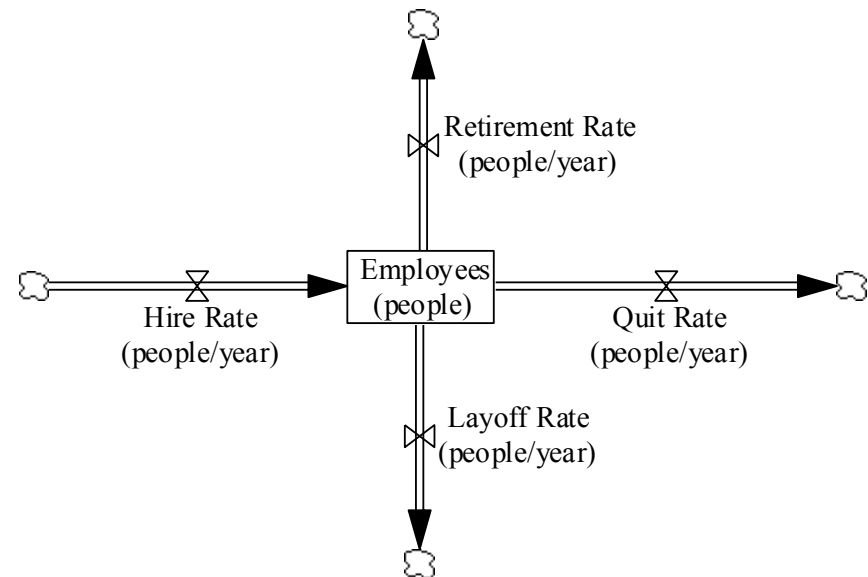 Retirement Rate
(people/year)
Employees
(people)
Hire Rate
(people/year)
Quit Rate
(people/year)
Layoff Rate
(people/year)